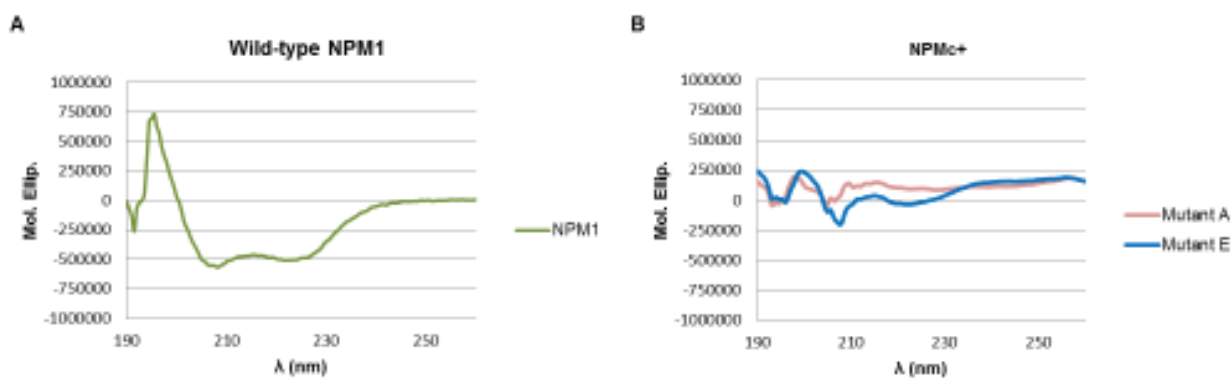 A
Wild-type NPM1
1000000
750000
500000
250000
0
-250000
-500000
-750000
-1000000
Mol. Ellip.
190
210
230
250
λ (nm)
NPM1
B
NPMc+
1000000
750000
500000
250000
0
-250000
-500000
-750000
-1000000
Mol. Ellip.
190
210
230
250
λ (nm)
Mutant A
Mutant E